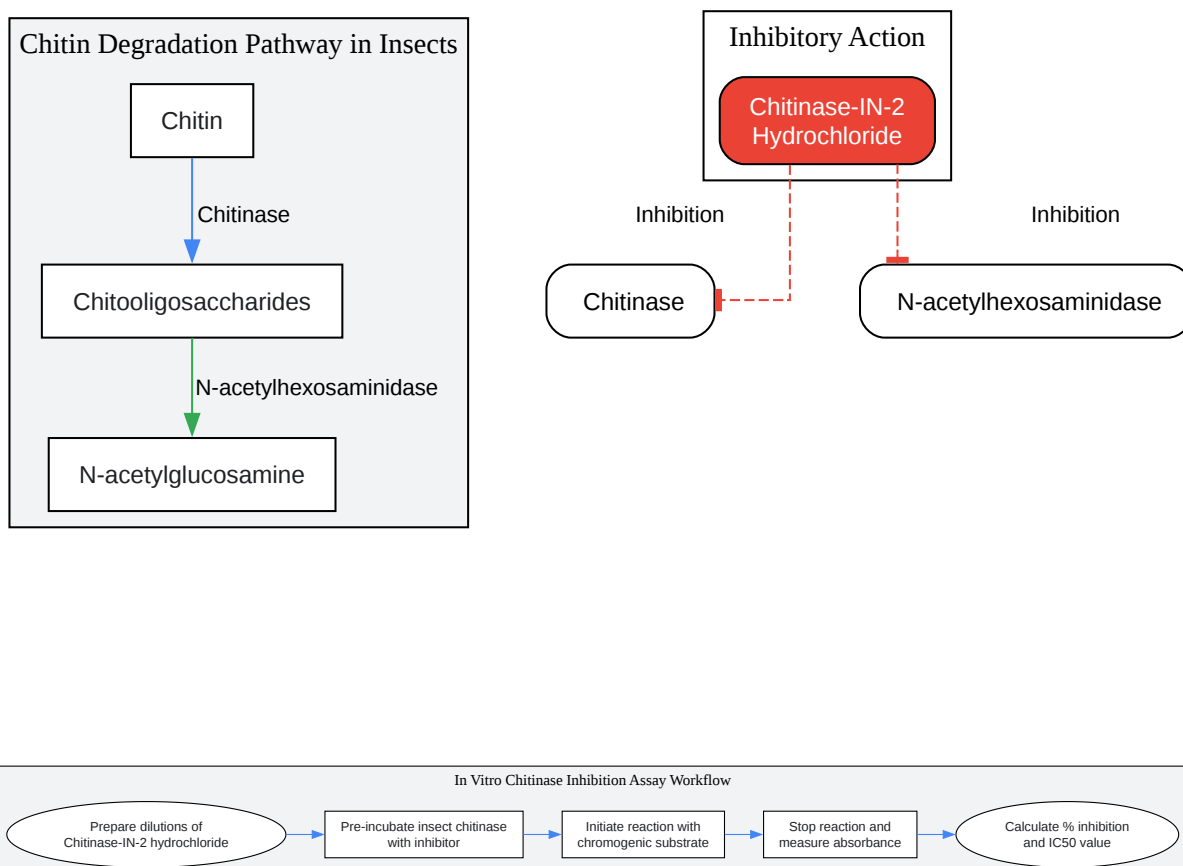 Chitin Degradation Pathway in Insects
Chitin
Chitinase
Chitooligosaccharides
N-acetylhexosaminidase
N-acetylglucosamine
Inhibitory Action
Chitinase-IN-2
Hydrochloride
Inhibition
Inhibition
Chitinase
N-acetylhexosaminidase
In Vitro Chitinase Inhibition Assay Workflow
Prepare dilutions of
Chitinase-IN-2 hydrochloride
Pre-incubate insect chitinase
with inhibitor
Initiate reaction with
chromogenic substrate
Stop reaction and
measure absorbance
Calculate % inhibition
and IC50 value